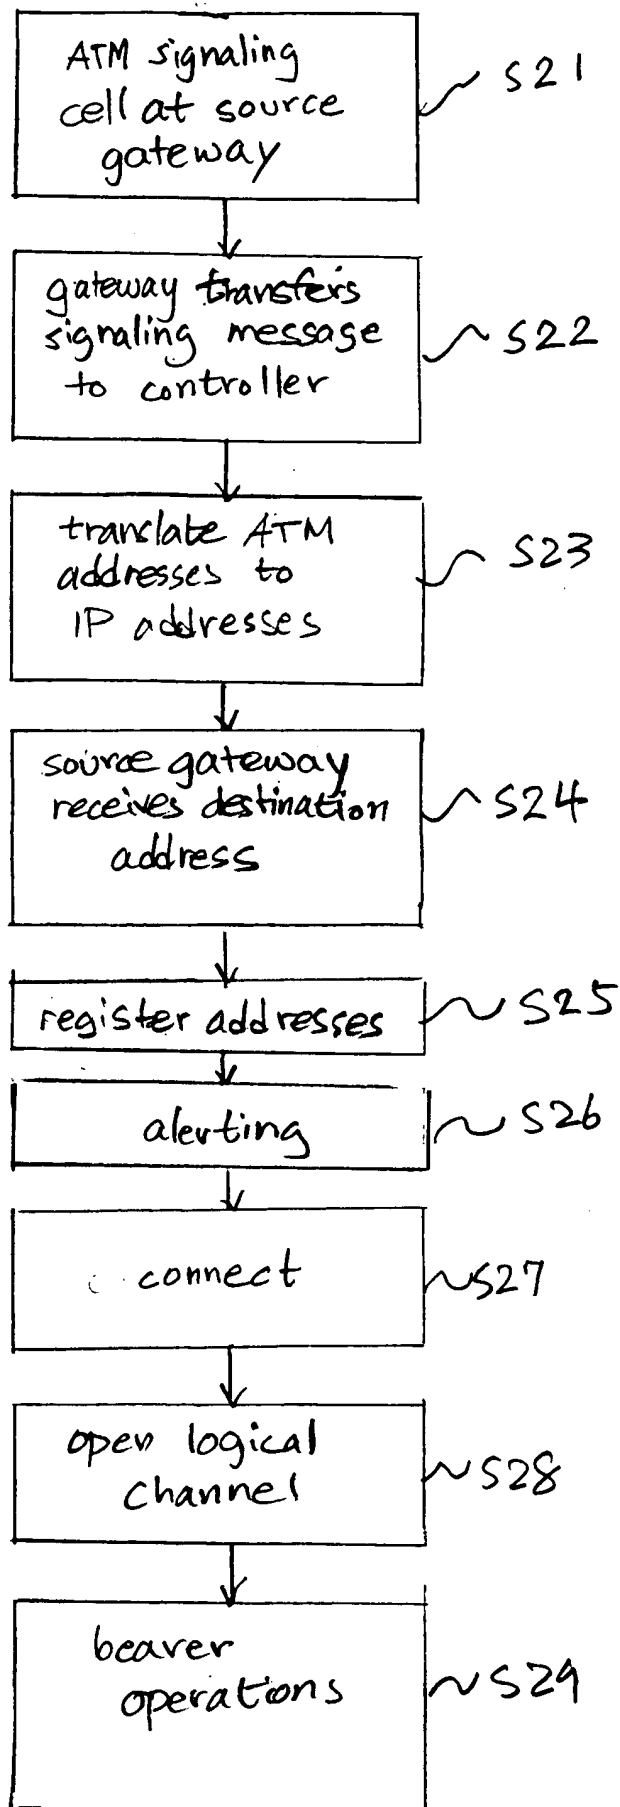 ATM signaling
cell at source
gateway
S21
gateway transfers
signaling message
to controller
S22
translate ATM
addresses to
IP addresses
S23
source gateway
receives destination
address
S24
register addresses
S25
alerting
S26
connect
S27
open logical
channel
S28
bearer
operations
S29